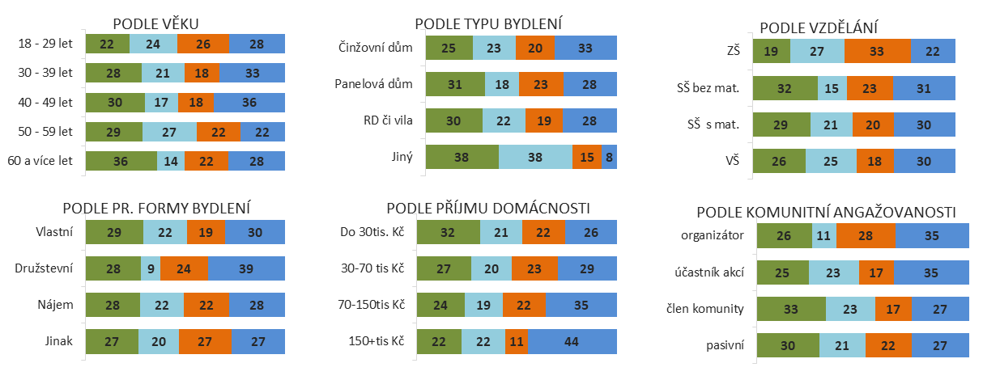 PODLE VĚKU
18 - 29 let 22 24 26 28
30 - 39 let 28 21 18 33
40 - 49 let 30 17 18 36
50 - 59 let 29 27 22 22
60 a více let 36 14 22 28
PODLE TYPU BYDLENÍ
Činžovní dům 25 23 20 33
Panelová dům 31 18 23 28
RD či vila 30 22 19 28
Jiný 38 38 15 8
PODLE VZDĚLÁNÍ
ZŠ 19 27 33 22
SŠ bez mat. 32 15 23 31
SŠ s mat. 29 21 20 30
VŠ 26 25 18 30
PODLE PR. FORMY BYDLENÍ
Vlastní 29 22 19 30
Družstevní 28 9 24 39
Nájem 28 22 22 28
Jinak 27 20 27 27
PODLE PŘÍJMU DOMÁCNOSTI
Do 30tis. Kč 32 21 22 26
30-70 tis Kč 27 20 23 29
70-150tis Kč 24 19 22 35
150+tis Kč 22 22 11 44
PODLE KOMUNITNÍ ANGAŽOVANOSTI
organizátor 26 11 28 35
účastník akcí 25 23 17 35
člen komunity 33 23 17 27
pasivní 30 21 22 27